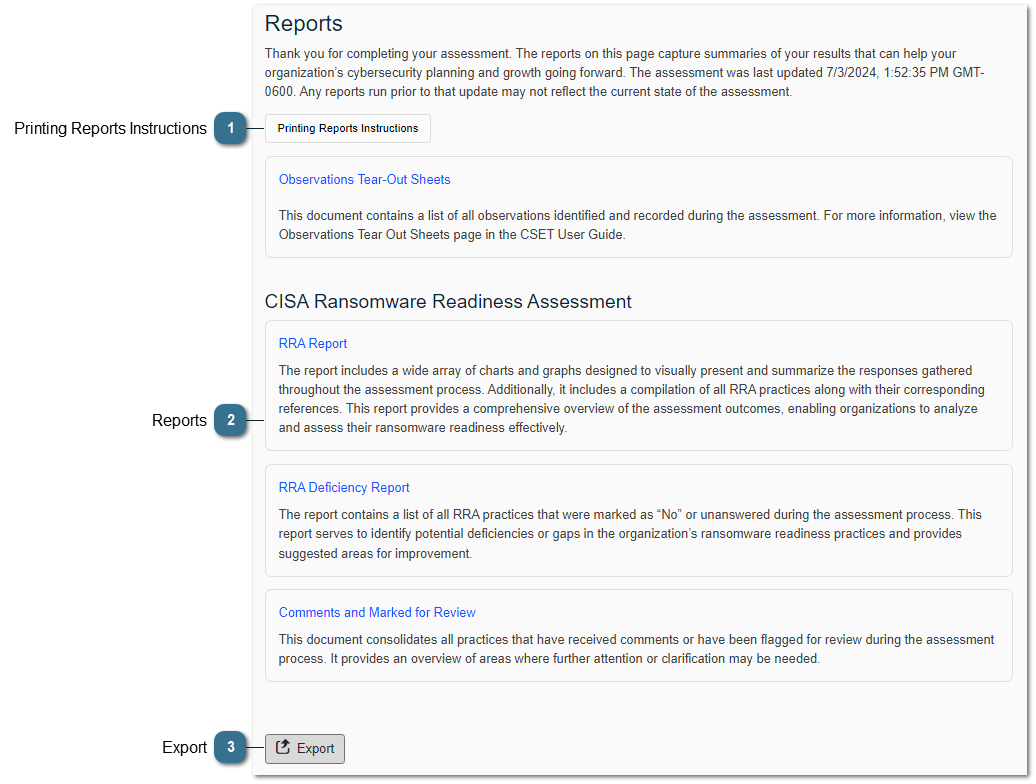 Reports
Thank you for completing your assessment. The reports on this page capture summaries of your results that can help your
organization’s cybersecurity planning and growth going forward. The assessment was last updated 7/3/2024, 1:52:35 PM GMT-
0600. Any reports run prior to that update may not reflect the current state of the assessment.
Printing Reports Instructions 1 Printing Reports Instructions
Observations Tear-Out Sheets
This document contains a list of all observations identified and recorded during the assessment. For more information, view the
Observations Tear Out Sheets page in the CSET User Guide.
CISA Ransomware Readiness Assessment
RRA Report
The report includes a wide array of charts and graphs designed to visually present and summarize the responses gathered
throughout the assessment process. Additionally, it includes a compilation of all RRA practices along with their corresponding
references. This report provides a comprehensive overview of the assessment outcomes, enabling organizations to analyze
and assess their ransomware readiness effectively.
Reports 2
RRA Deficiency Report
The report contains a list of all RRA practices that were marked as “No” or unanswered during the assessment process. This
report serves to identify potential deficiencies or gaps in the organization’s ransomware readiness practices and provides
suggested areas for improvement.
Comments and Marked for Review
This document consolidates all practices that have received comments or have been flagged for review during the assessment
process. It provides an overview of areas where further attention or clarification may be needed.
Export 3 Export